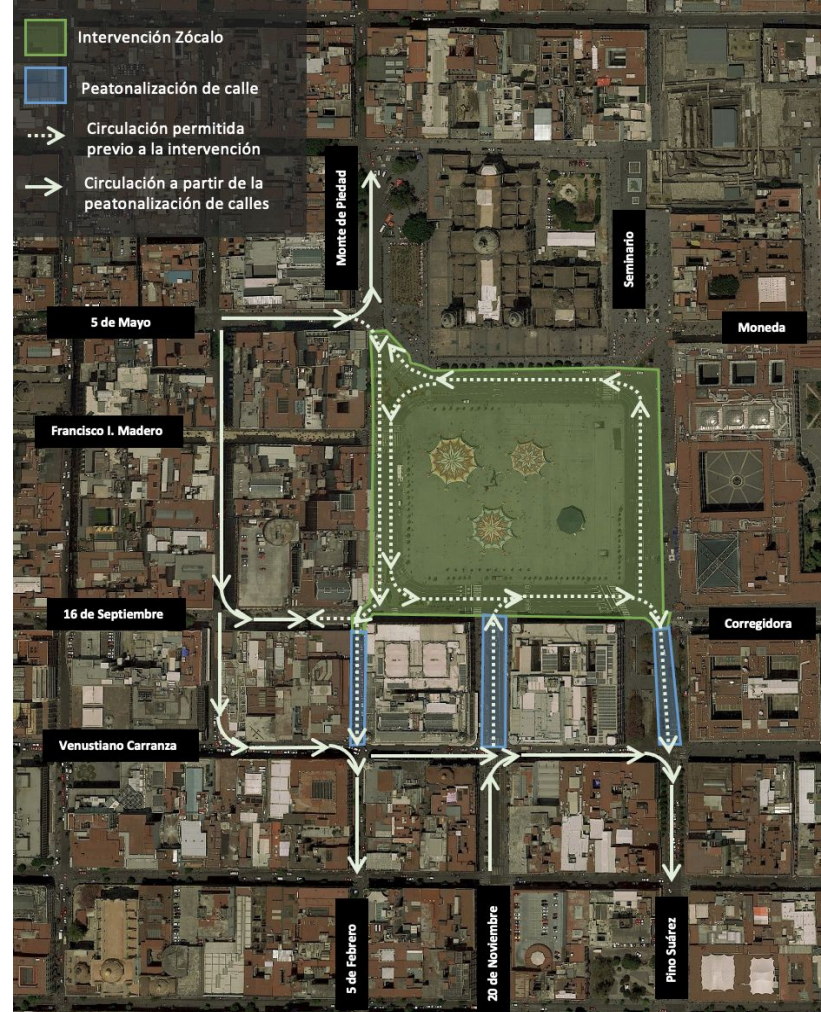 Intervención Zócalo
Peatonalización de calle
Circulación permitida
previo a la intervención
Circulación a partir de la
peatonalización de calles
Monte de Piedad
Seminario
5 de Mayo
Moneda
Francisco I. Madero
16 de Septiembre
Corregidora
Venustiano Carranza
5 de Febrero
20 de Noviembre
Pino Suárez